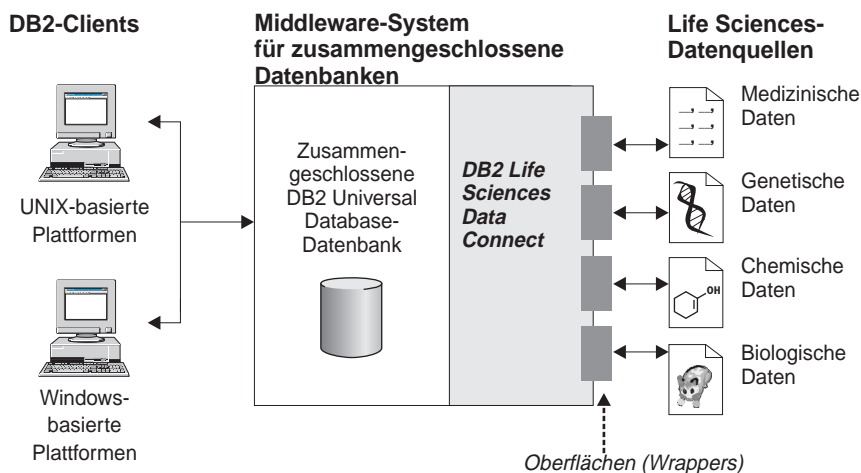 DB2-Clients
Middleware-System
für zusammengeschlossene
Datenbanken
Life Sciences-
Datenquellen
UNIX-basierte
Plattformen
Windows-
basierte
Plattformen
Zusammen-
geschlossene
DB2 Universal
Database-
Datenbank
DB2 Life
Sciences
Data
Connect
Medizinische
Daten
Genetische
Daten
OH
Chemische
Daten
Biologische
Daten
Oberflächen (Wrappers)